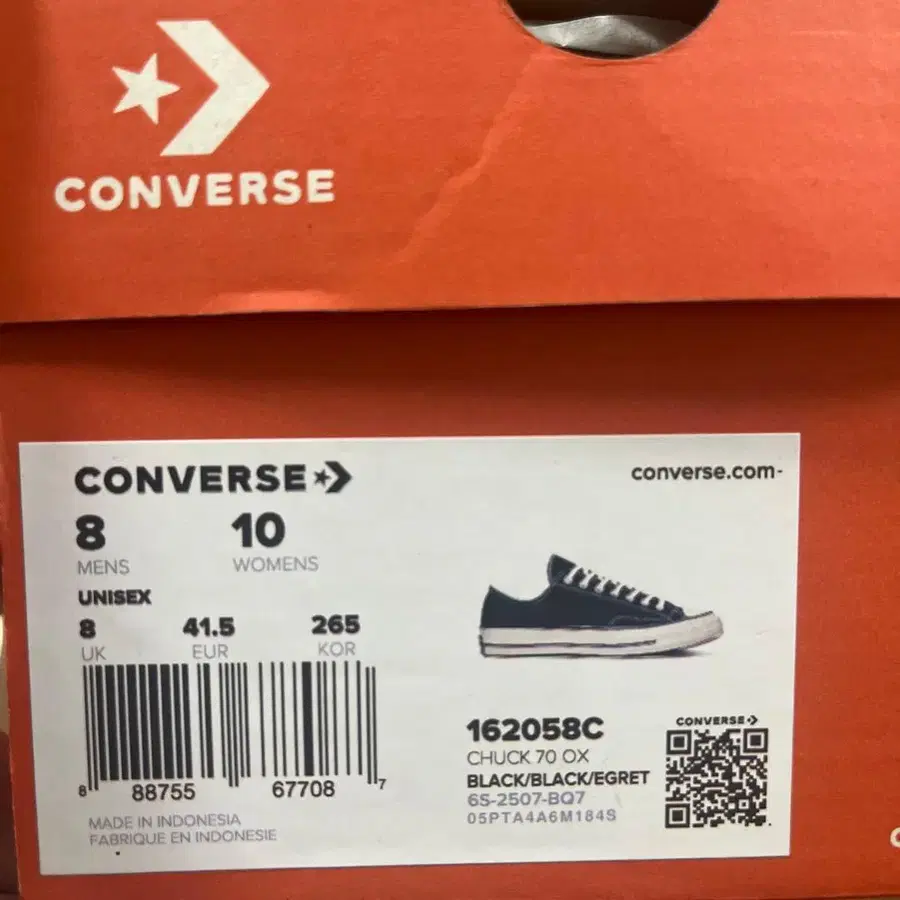 CONVERSE
CONVERSE
converse.com
8 10
MENS WOMENS
UNISEX
8 41.5 265
UK EUR KOR
8 88755 67708 7
MADE IN INDONESIA
FABRIQUE EN INDONESIE
162058C
CHUCK 70 OX
BLACK/BLACK/EGRET
6S-2507-BQ7
05PTA4A6M184S
CONVERSE